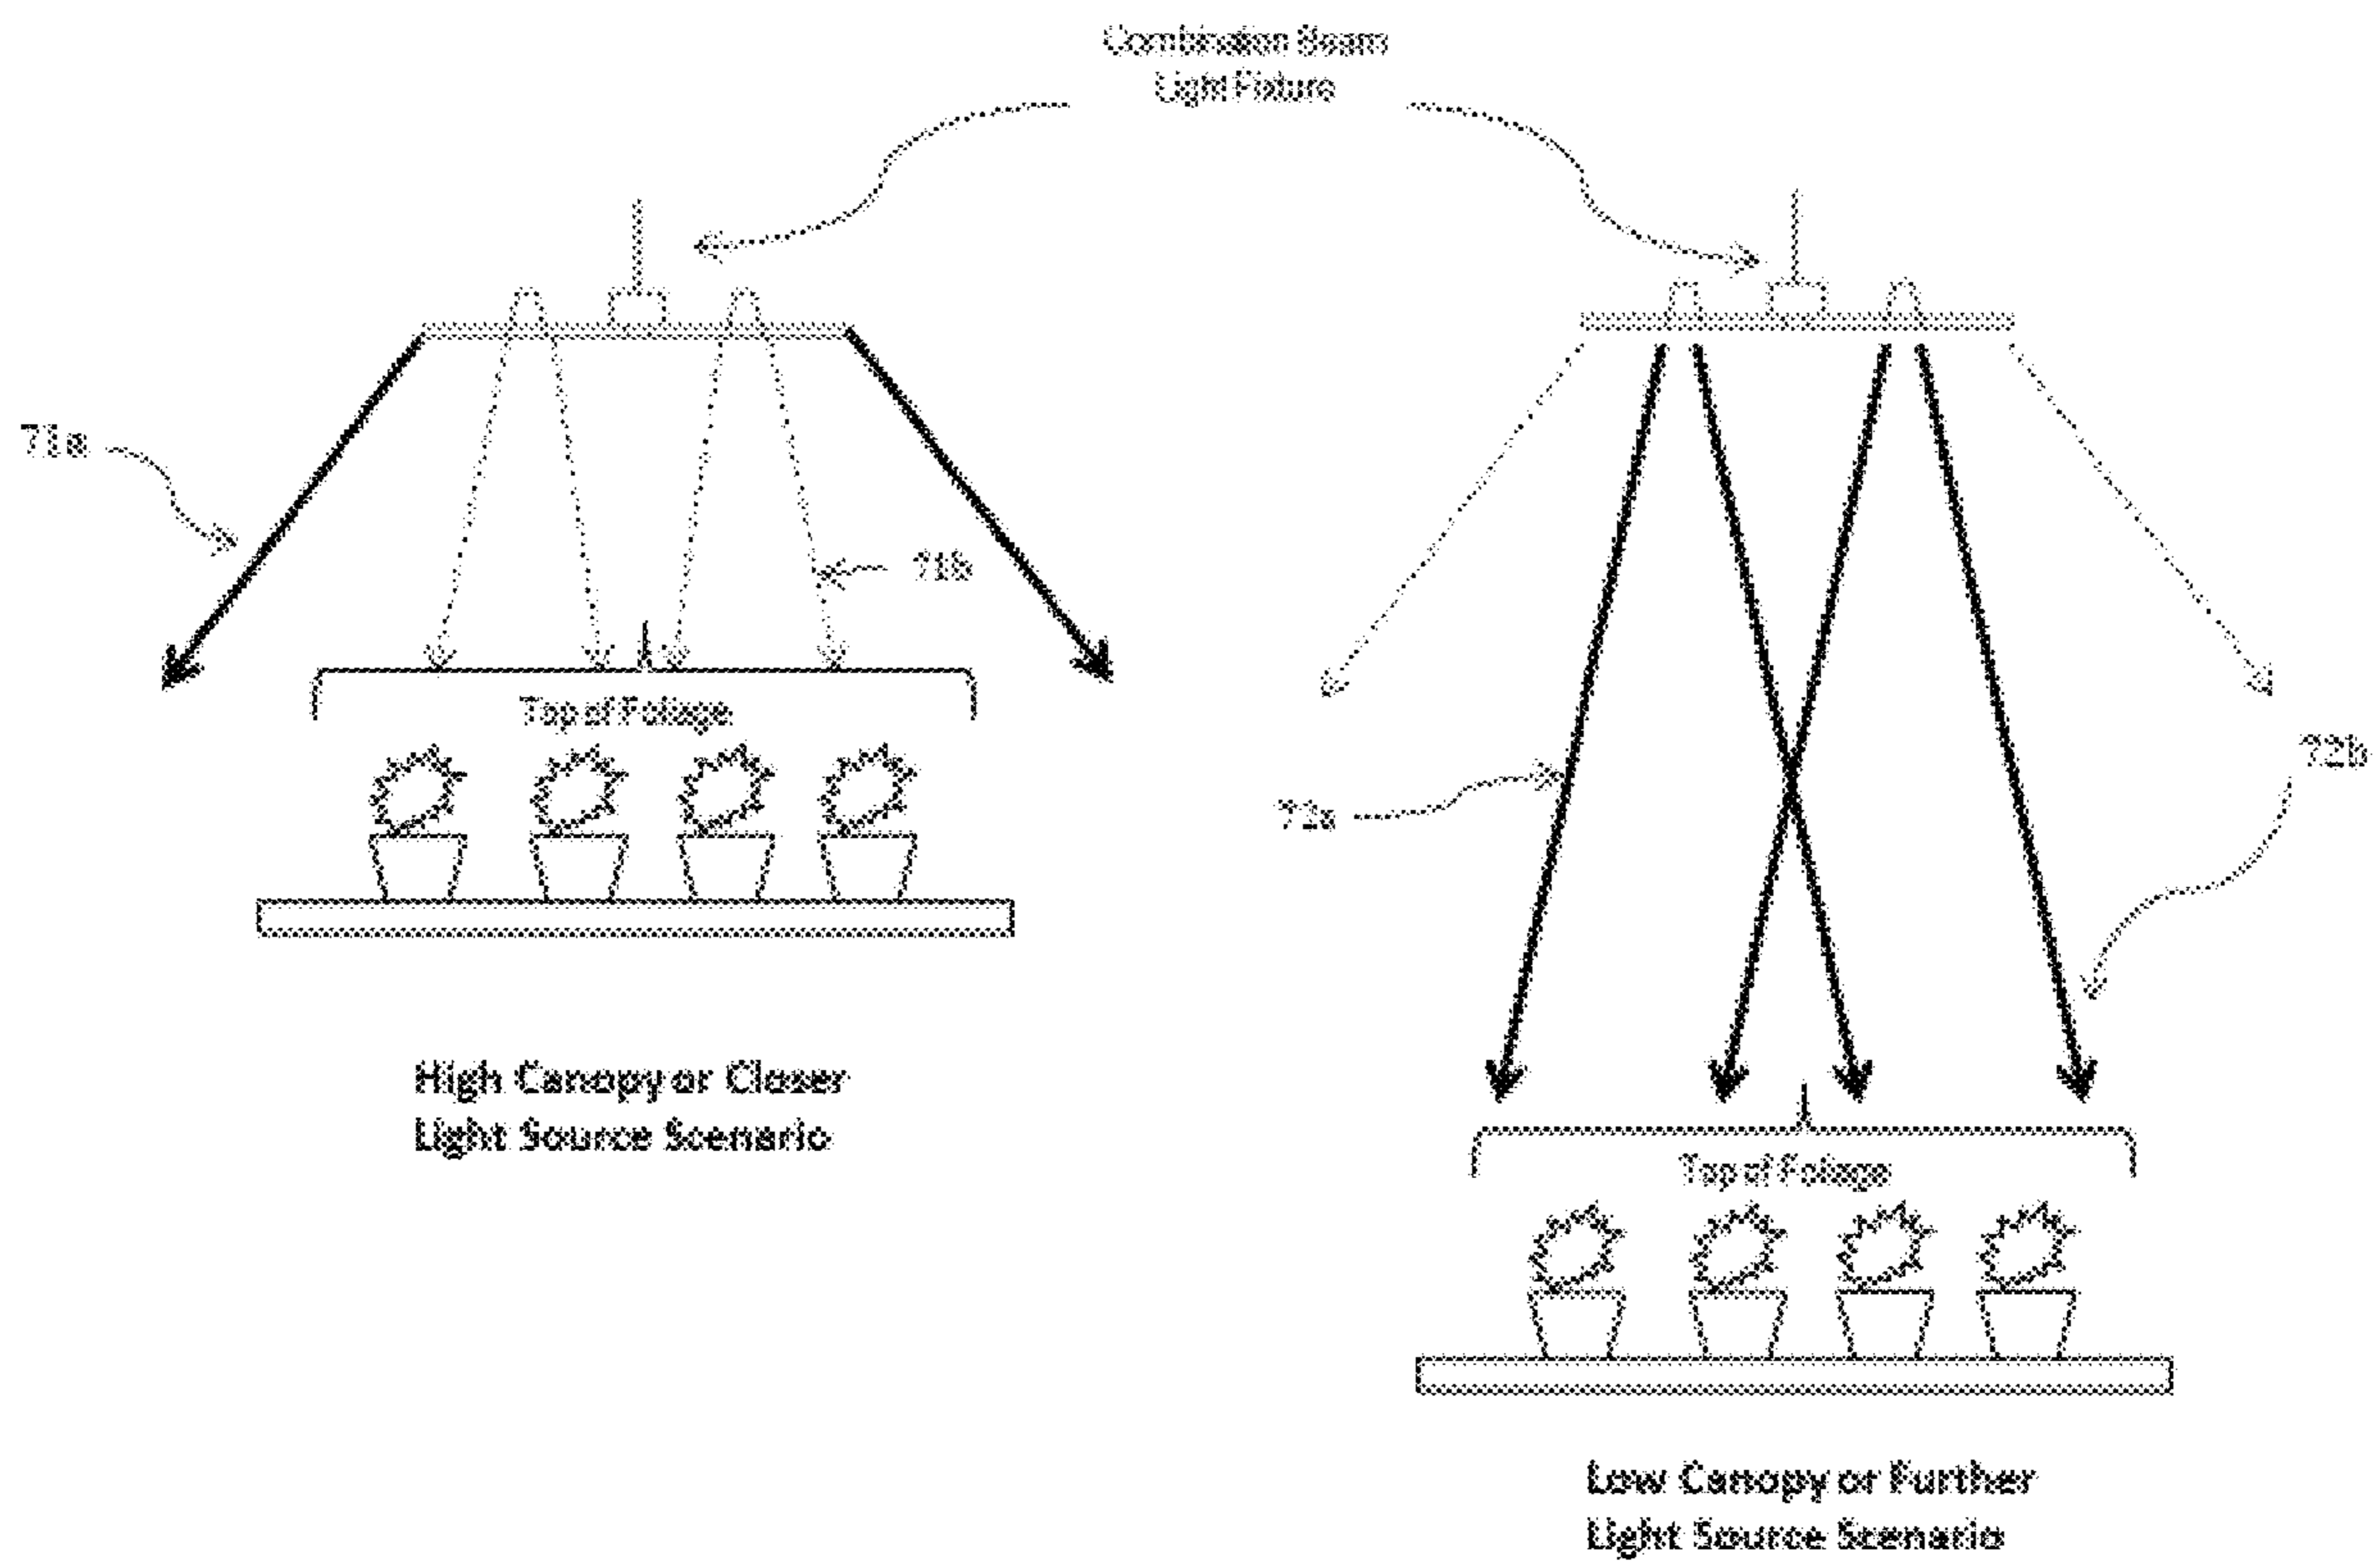 Combination Beam
Light Fixture
71a
71b
Top of Foliage
72a
72b
High Canopy or Closer
Light Source Scenario
Top of Foliage
Low Canopy or Further
Light Source Scenario